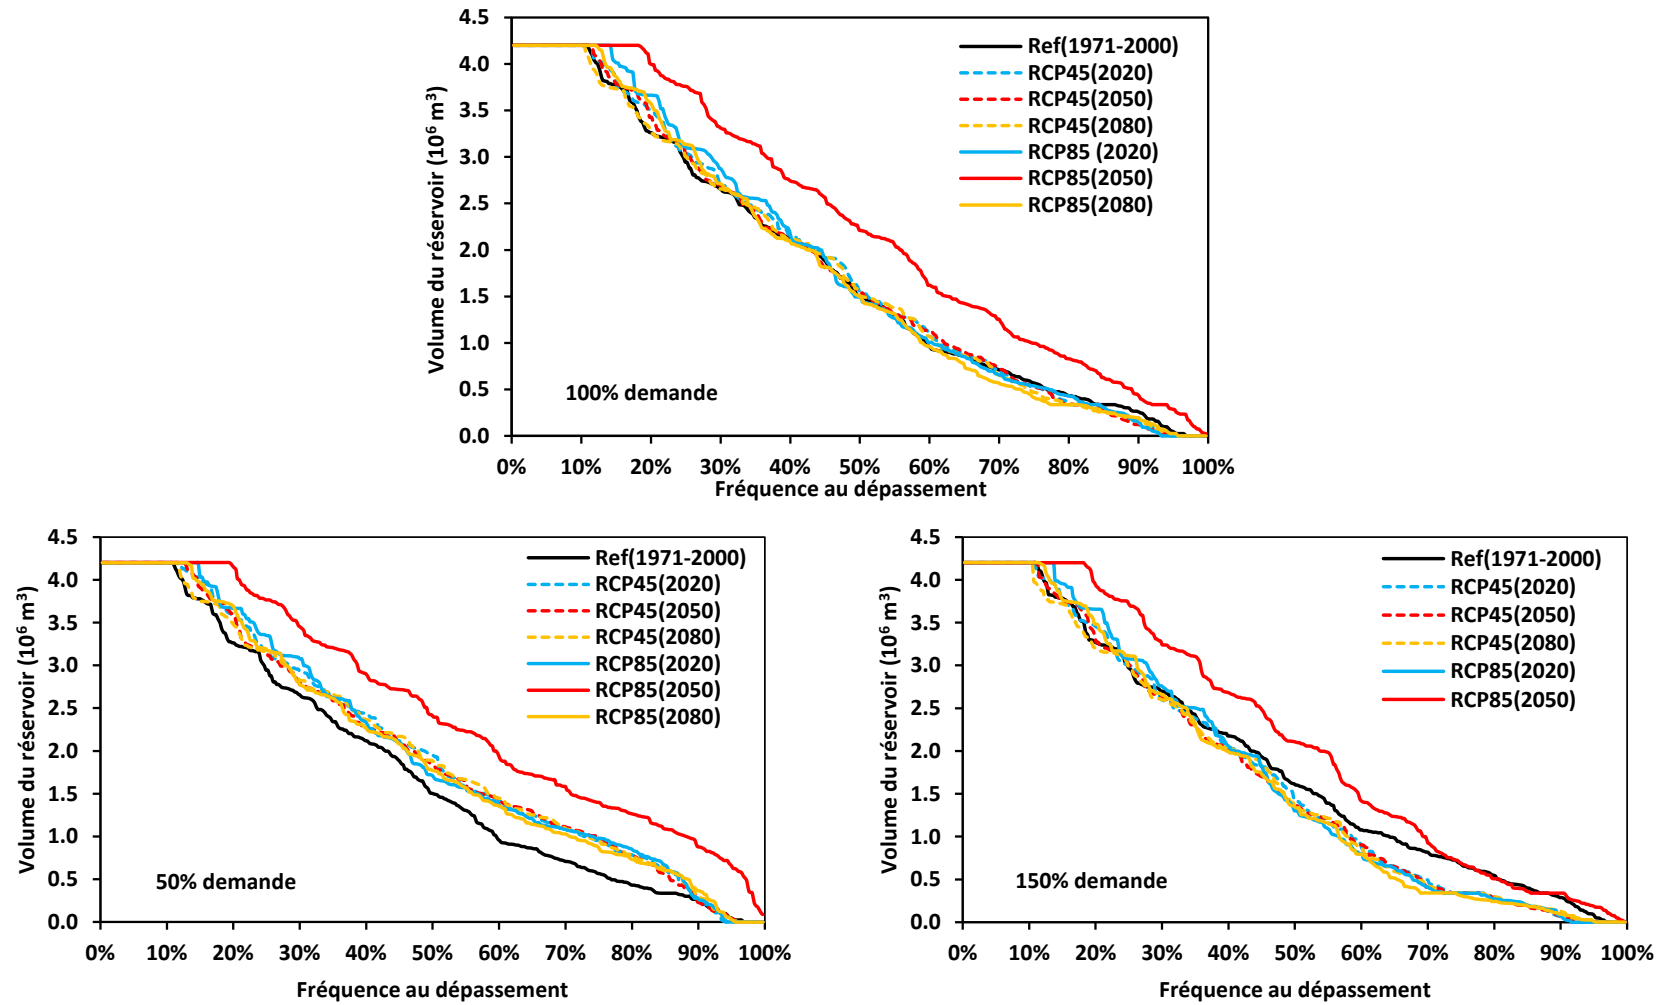 4.5
4.0
3.5
3.0
2.5
2.0
1.5
1.0
0.5
0.0
Volume du réservoir (10⁶ m³)
Ref(1971-2000)
RCP45(2020)
RCP45(2050)
RCP45(2080)
RCP85 (2020)
RCP85(2050)
RCP85(2080)
100% demande
0% 10% 20% 30% 40% 50% 60% 70% 80% 90% 100%
Fréquence au dépassement
4.5
4.0
3.5
3.0
2.5
2.0
1.5
1.0
0.5
0.0
Volume du réservoir (10⁶ m³)
Ref(1971-2000)
RCP45(2020)
RCP45(2050)
RCP45(2080)
RCP85(2020)
RCP85(2050)
RCP85(2080)
50% demande
0% 10% 20% 30% 40% 50% 60% 70% 80% 90% 100%
Fréquence au dépassement
4.5
4.0
3.5
3.0
2.5
2.0
1.5
1.0
0.5
0.0
Volume du réservoir (10⁶ m³)
Ref(1971-2000)
RCP45(2020)
RCP45(2050)
RCP45(2080)
RCP85(2020)
RCP85(2050)
150% demande
0% 10% 20% 30% 40% 50% 60% 70% 80% 90% 100%
Fréquence au dépassement